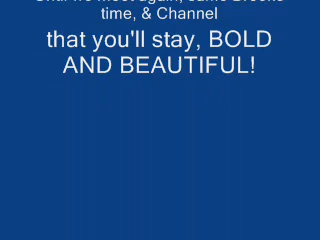 time, & Channel
that you'll stay, BOLD
AND BEAUTIFUL!